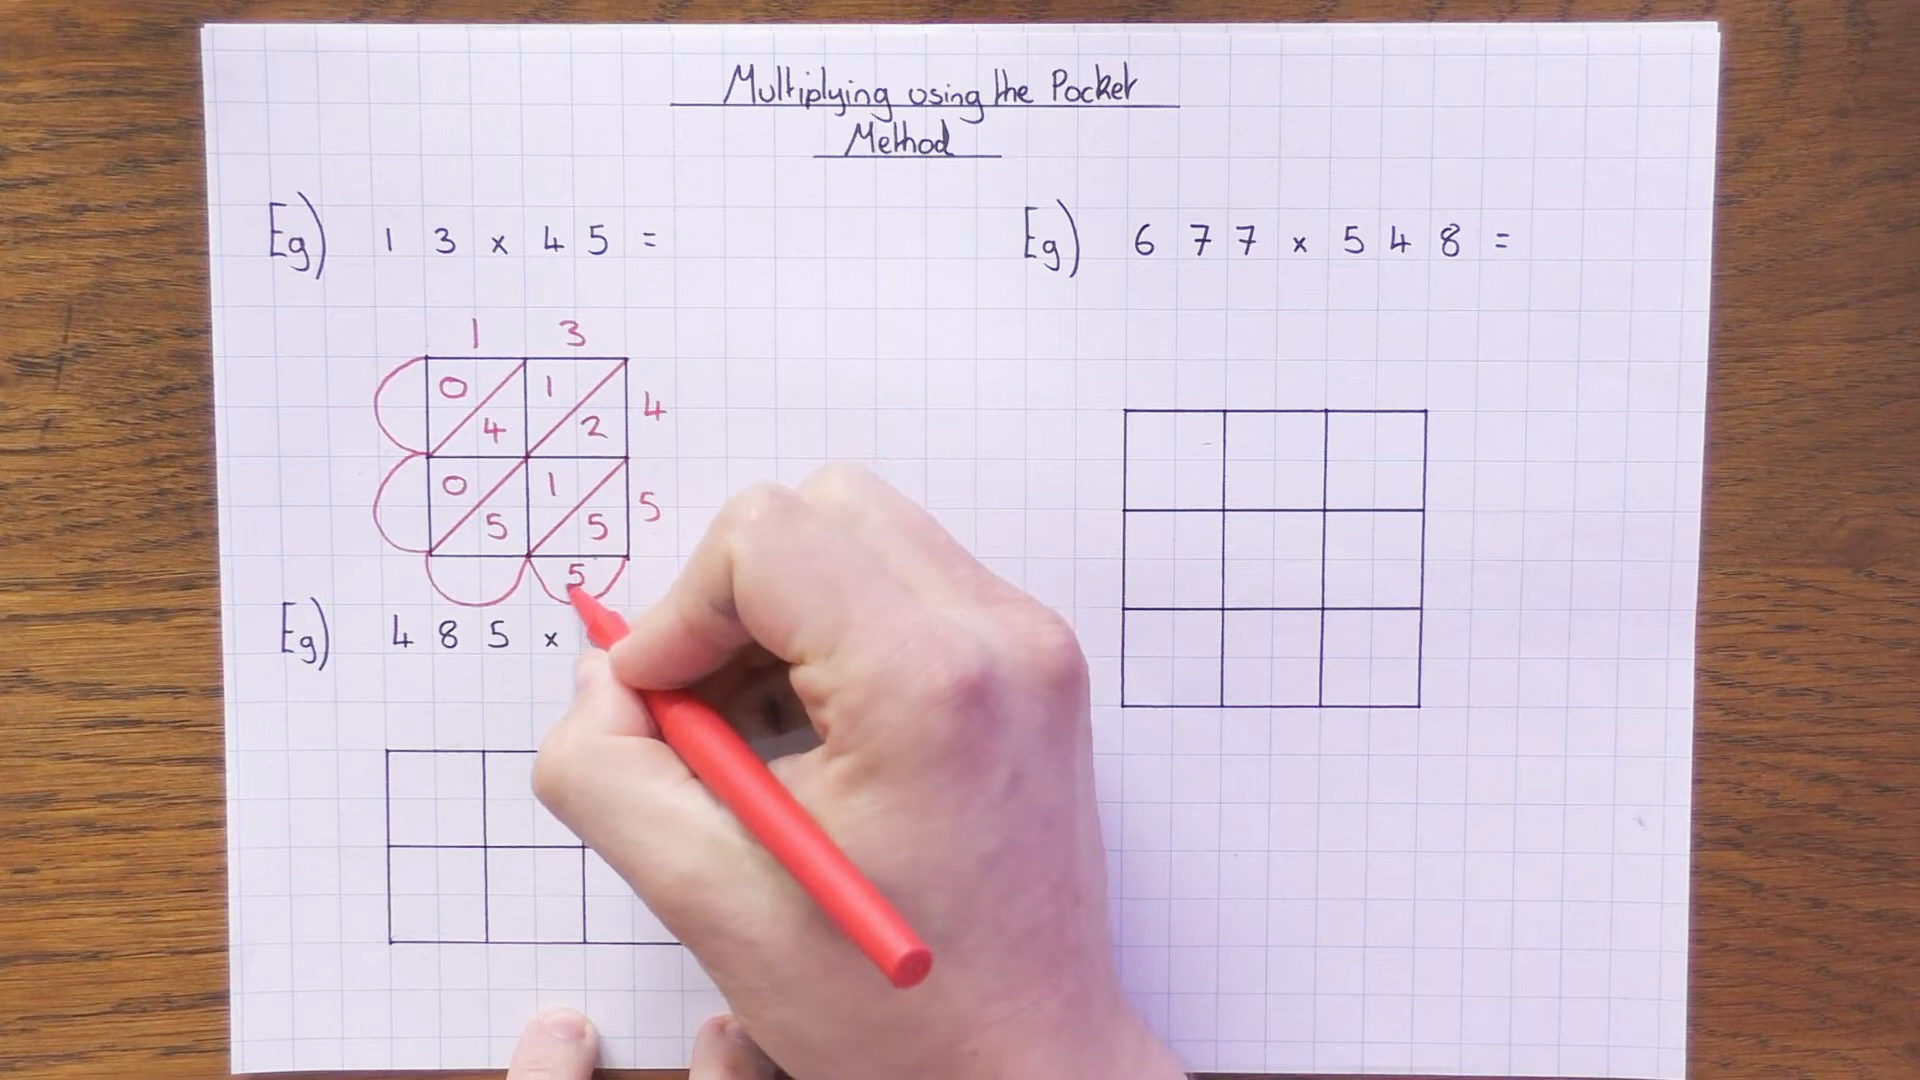 Multiplying using the Pocket
Method
Eg) 1 3 x 4 5 =
1 3
0 1
4 2 4
0 1
5 5 5
5
Eg) 4 8 5 x
Eg) 6 7 7 x 5 4 8 =